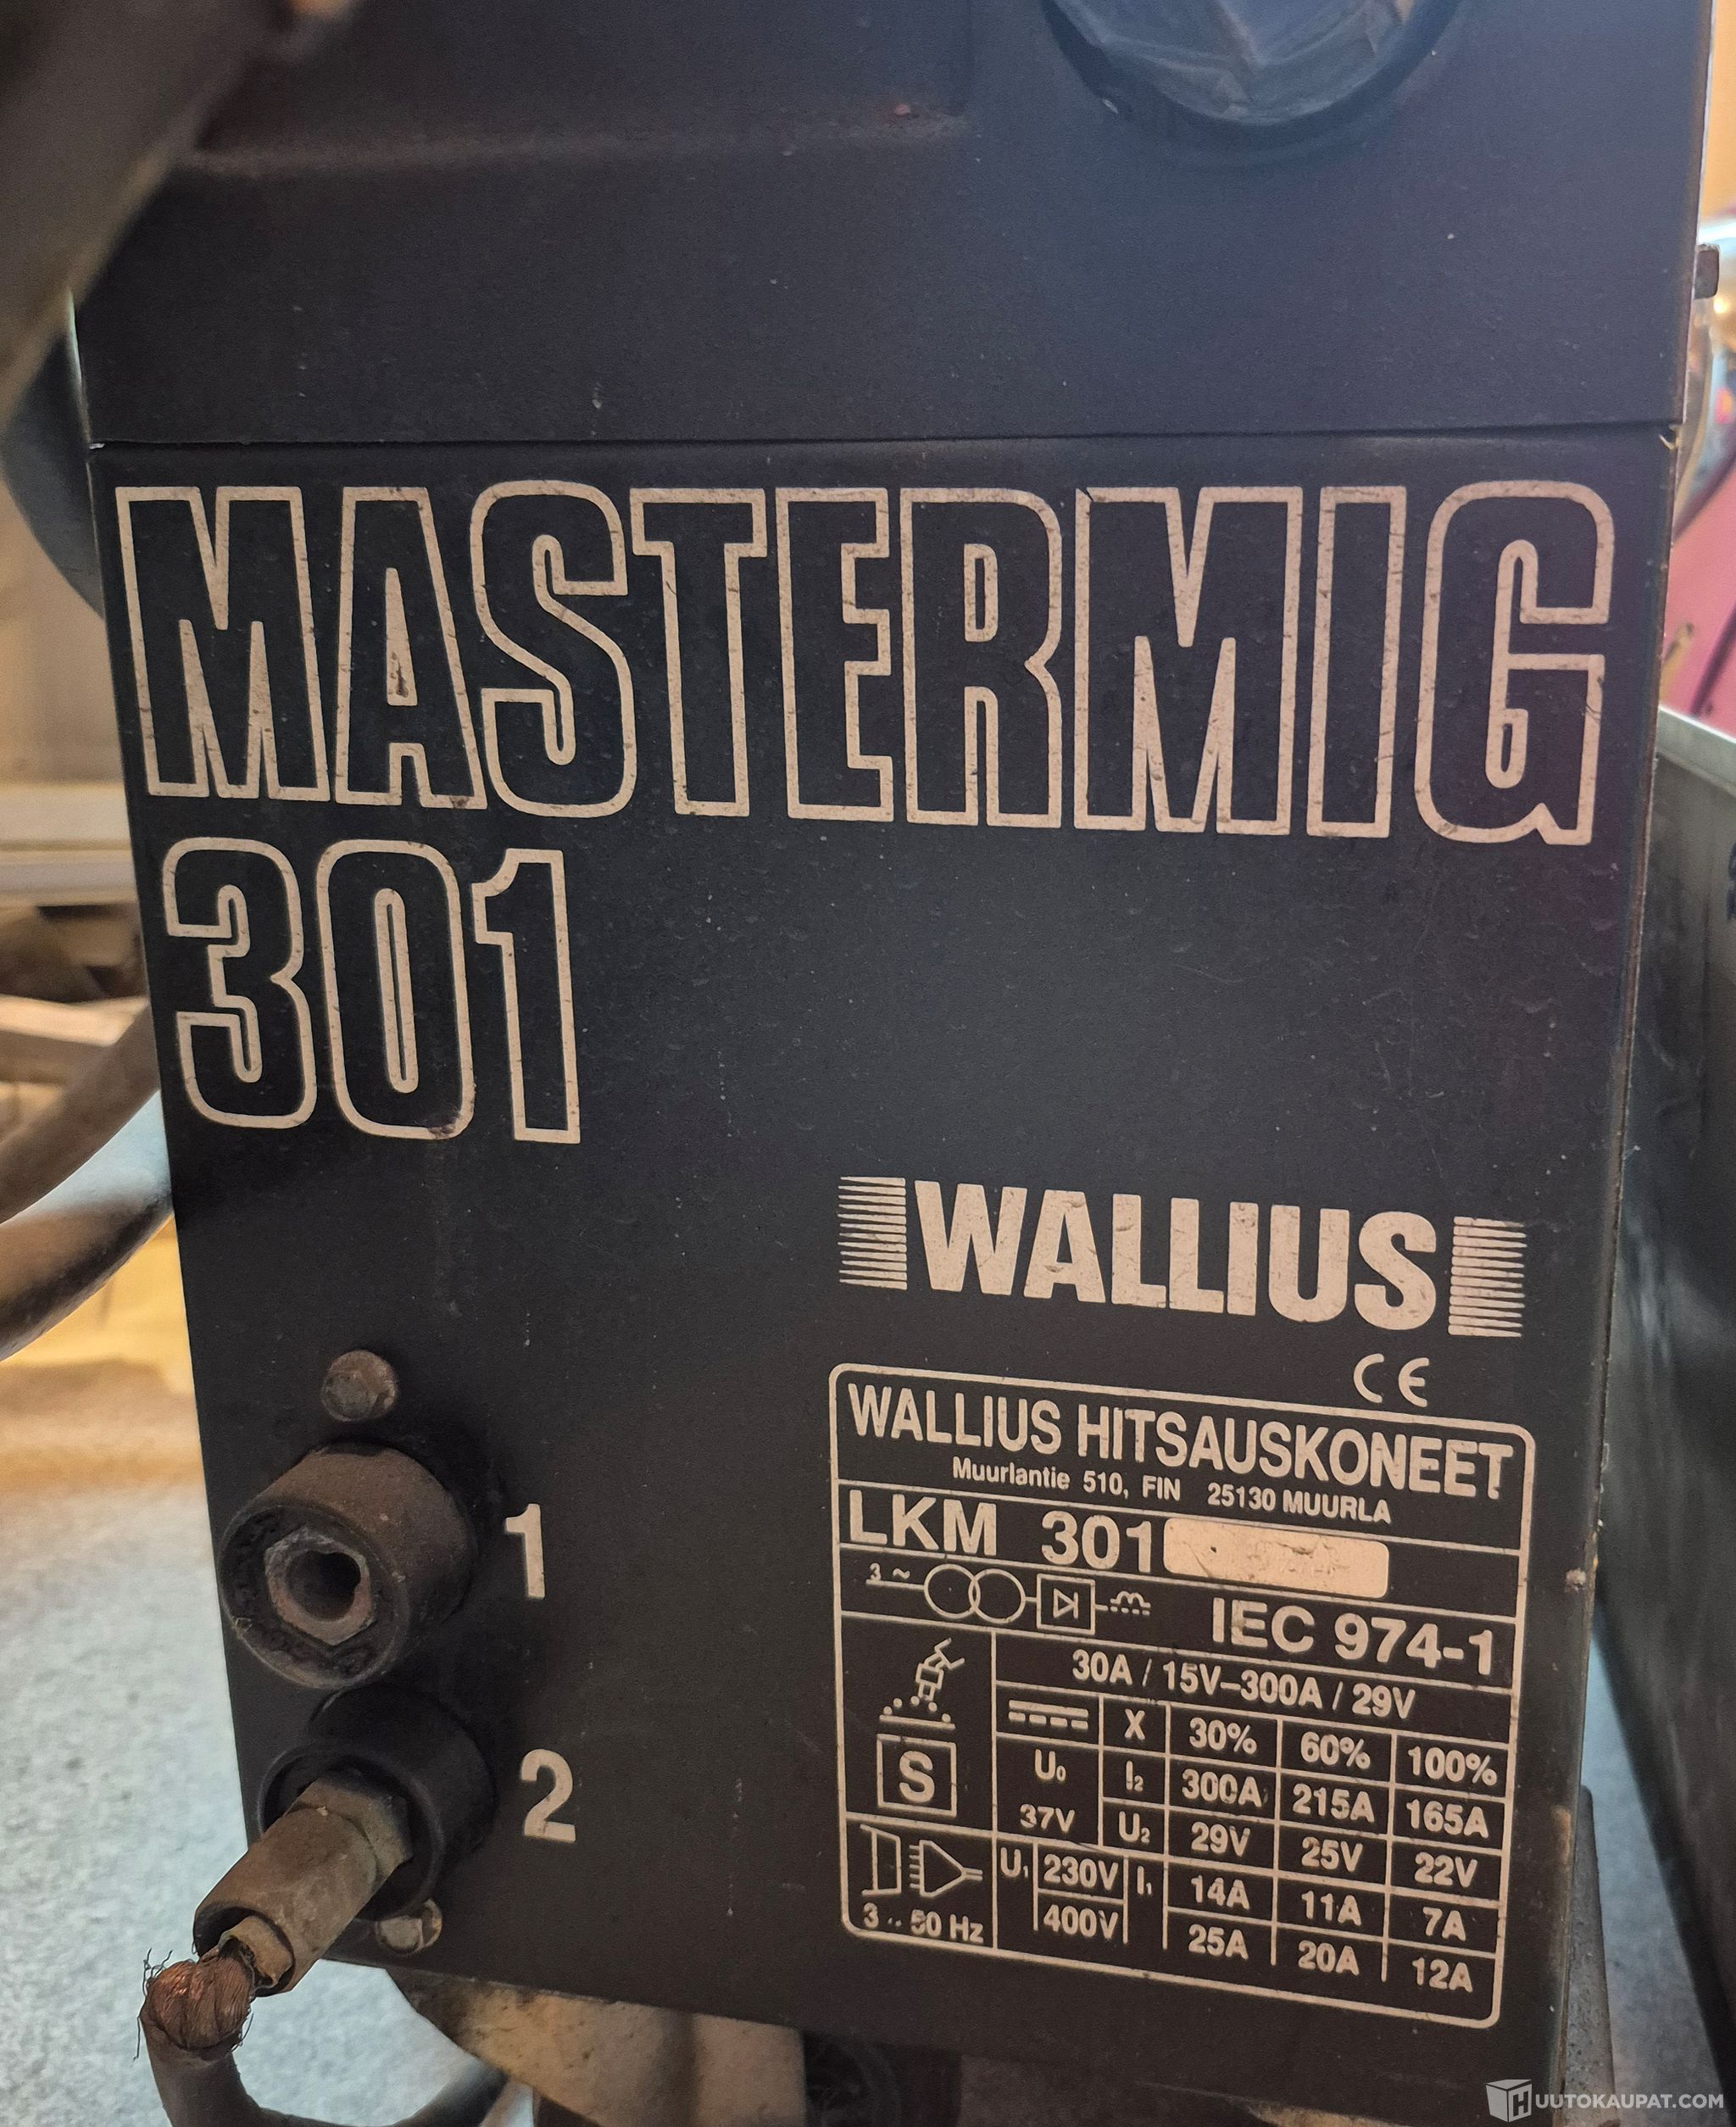 MASTERMIG
301
WALLIUS
CE
WALLIUS HITSAUSKONEET
Muurlantie 510, FIN 25130 MUURLA
LKM 301
3 ~
IEC 974-1
30A / 15V–300A / 29V
X 30% 60% 100%
U₀ I₂ 300A 215A 165A
37V U₂ 29V 25V 22V
S
U₁ 230V I₁ 14A 11A 7A
400V 25A 20A 12A
3 ~ 50 Hz
1
2
HUUTOKAUPAT.COM